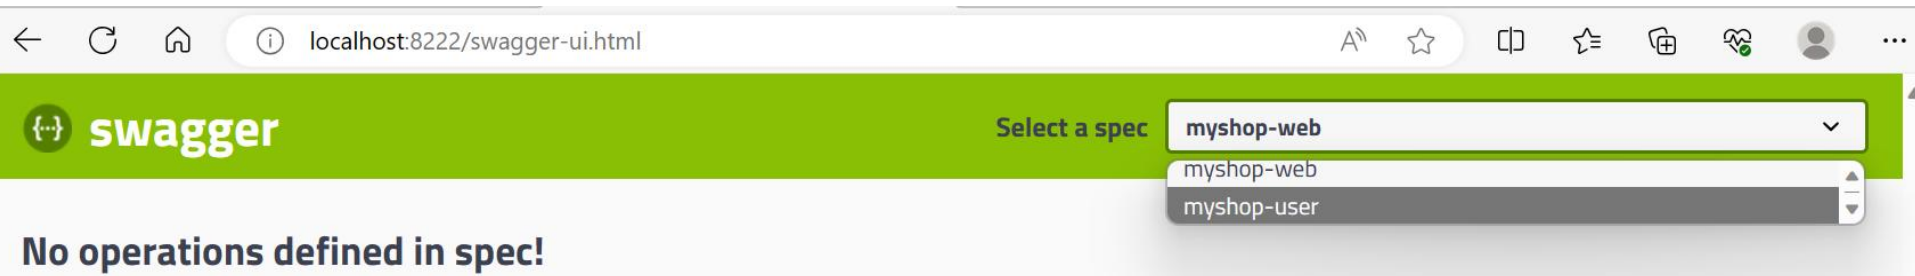 localhost:8222/swagger-ui.html
{...} swagger
Select a spec
myshop-web
myshop-web
myshop-user
No operations defined in spec!